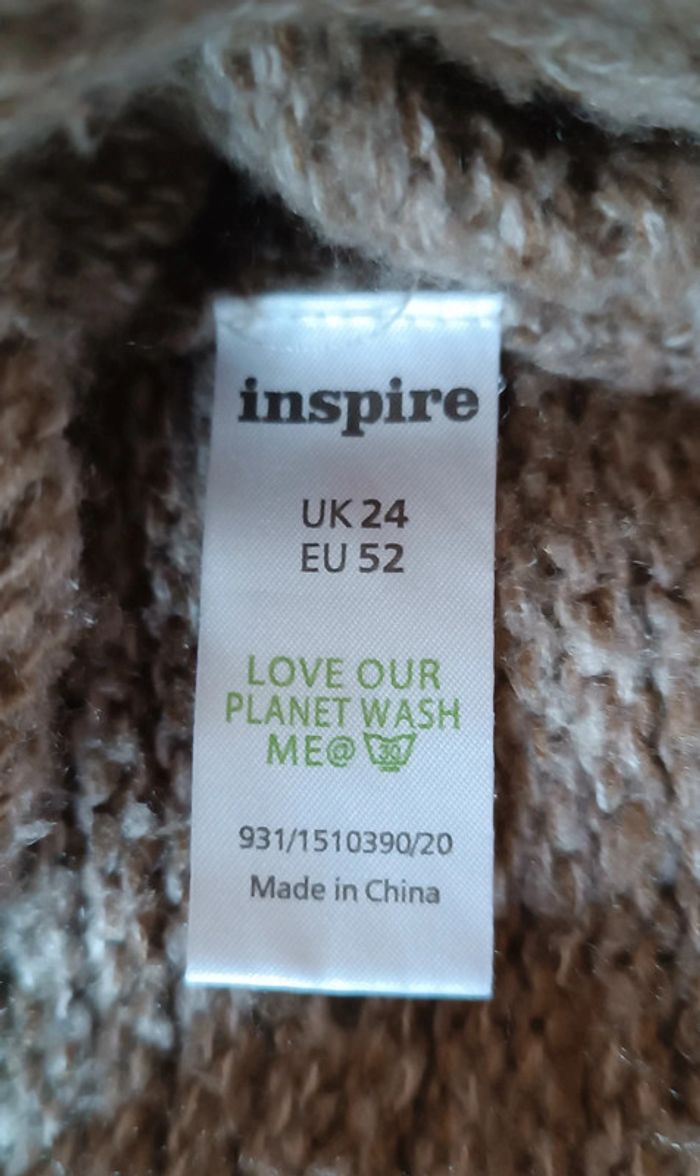 inspire
UK 24
EU 52
LOVE OUR
PLANET WASH
ME@ 30
931/1510390/20
Made in China